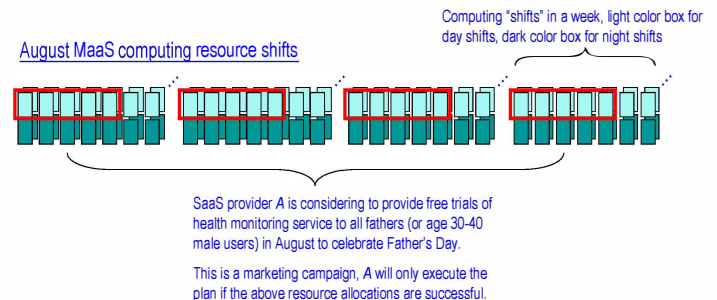 Computing “shifts” in a week, light color box for
day shifts, dark color box for night shifts
August MaaS computing resource shifts
SaaS provider A is considering to provide free trials of
health monitoring service to all fathers (or age 30-40
male users) in August to celebrate Father's Day.
This is a marketing campaign, A will only execute the
plan if the above resource allocations are successful.